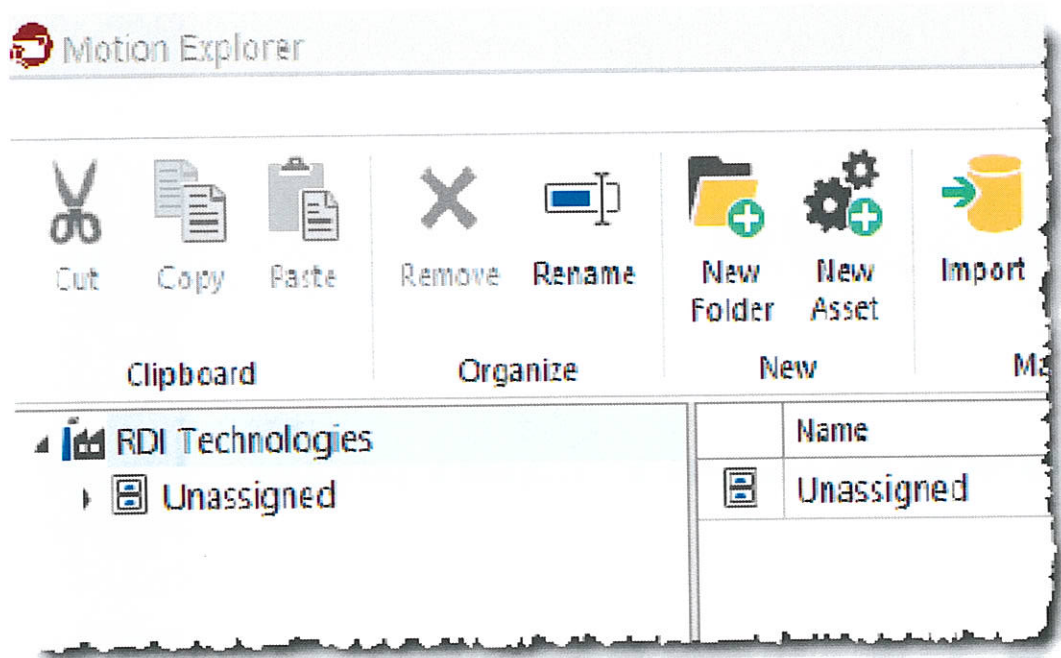 Motion Explorer
Cut Copy Paste Remove Rename New Folder New Asset Import
Clipboard Organize New
RDI Technologies
Unassigned
Name
Unassigned